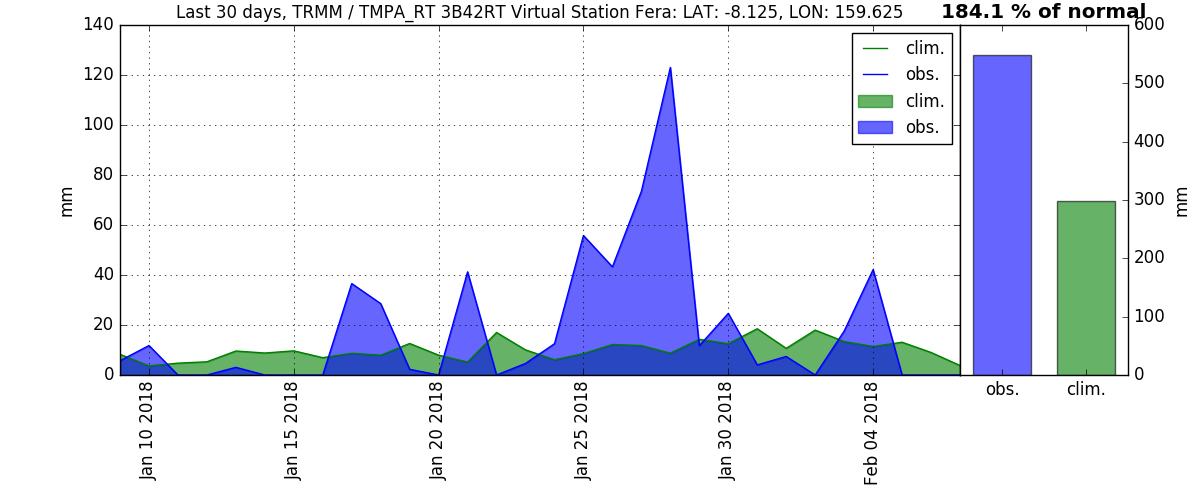 Last 30 days, TRMM / TMPA_RT 3B42RT Virtual Station Fera: LAT: -8.125, LON: 159.625
184.1 % of normal
140
120
100
80
60
40
20
0
mm
clim.
obs.
clim.
obs.
Jan 10 2018
Jan 15 2018
Jan 20 2018
Jan 25 2018
Jan 30 2018
Feb 04 2018
600
500
400
300
200
100
0
mm
obs.
clim.